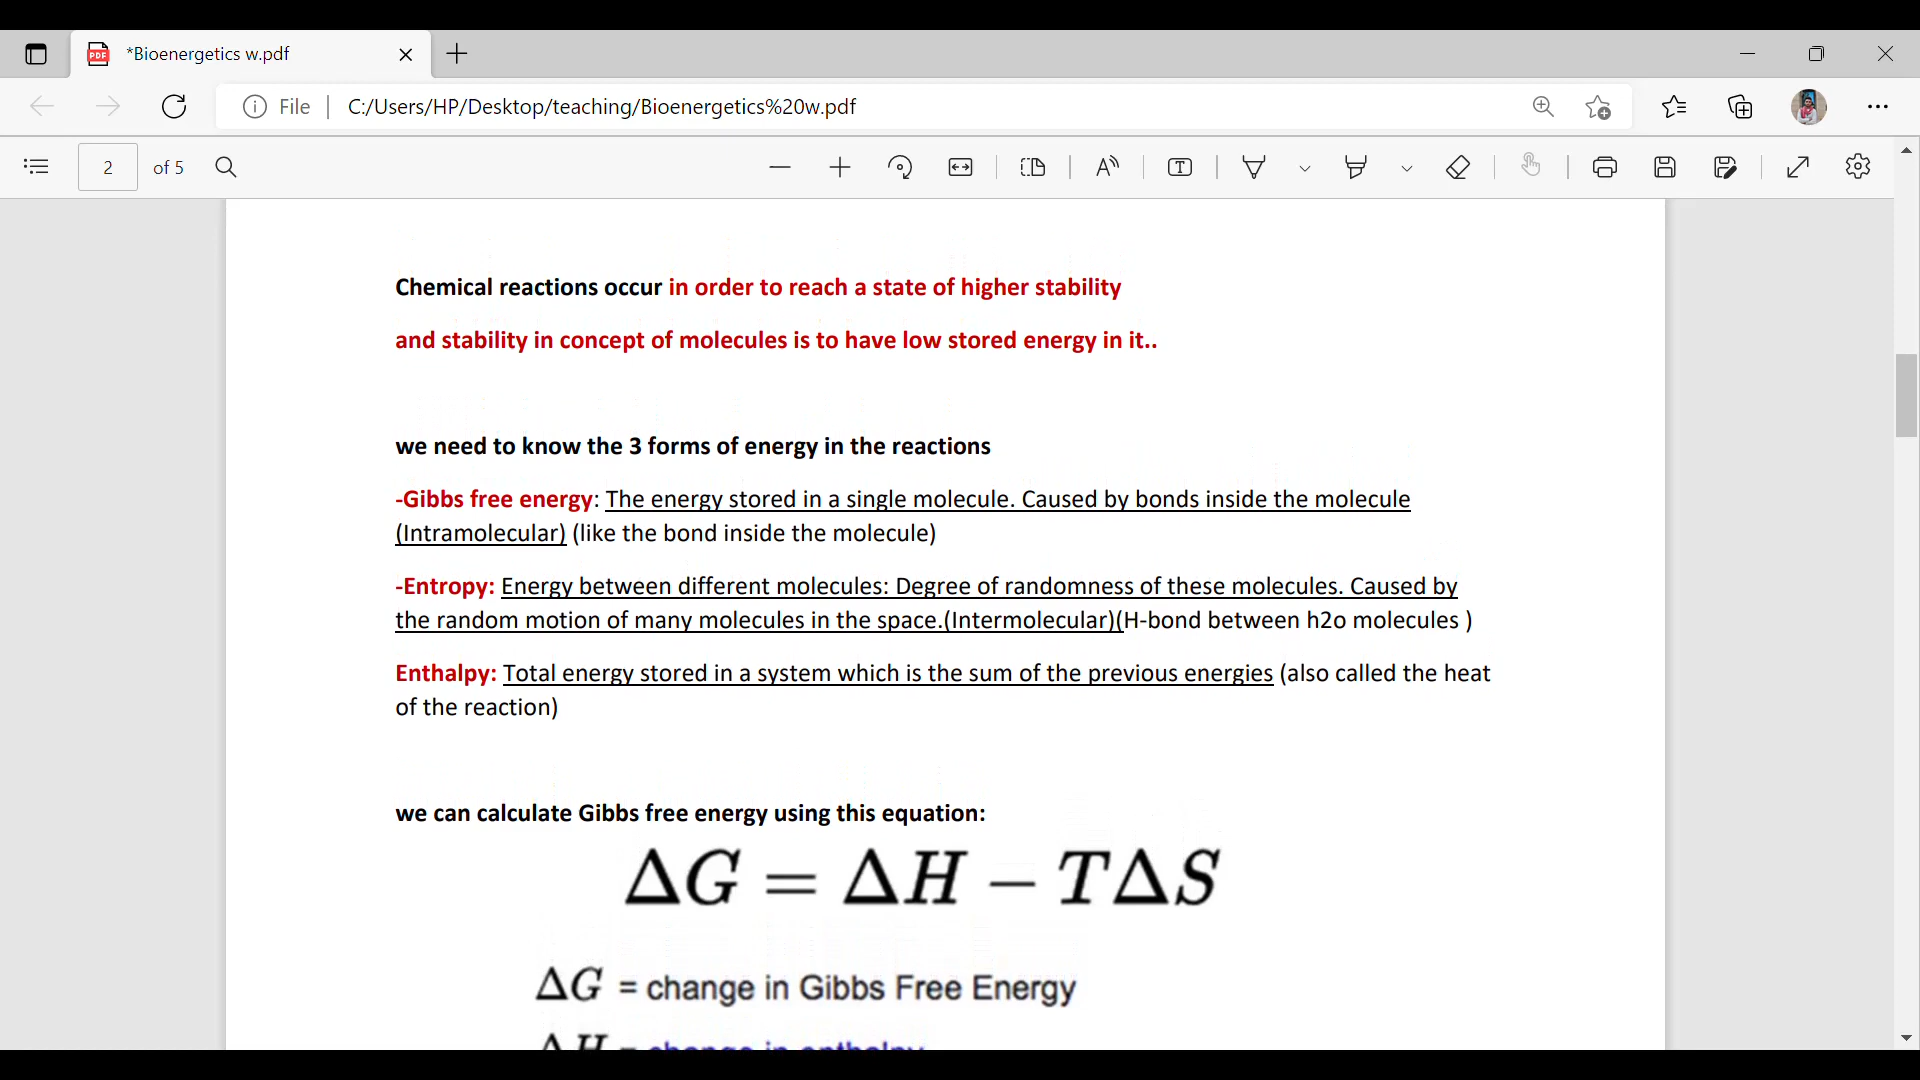 *Bioenergetics w.pdf
File | C:/Users/HP/Desktop/teaching/Bioenergetics%20w.pdf
2 of 5
Chemical reactions occur in order to reach a state of higher stability
and stability in concept of molecules is to have low stored energy in it..
we need to know the 3 forms of energy in the reactions
-Gibbs free energy: The energy stored in a single molecule. Caused by bonds inside the molecule
(Intramolecular) (like the bond inside the molecule)
-Entropy: Energy between different molecules: Degree of randomness of these molecules. Caused by
the random motion of many molecules in the space.(Intermolecular)(H-bond between h2o molecules )
Enthalpy: Total energy stored in a system which is the sum of the previous energies (also called the heat
of the reaction)
we can calculate Gibbs free energy using this equation:
ΔG = ΔH − TΔS
ΔG = change in Gibbs Free Energy
ΔH = change in enthalpy